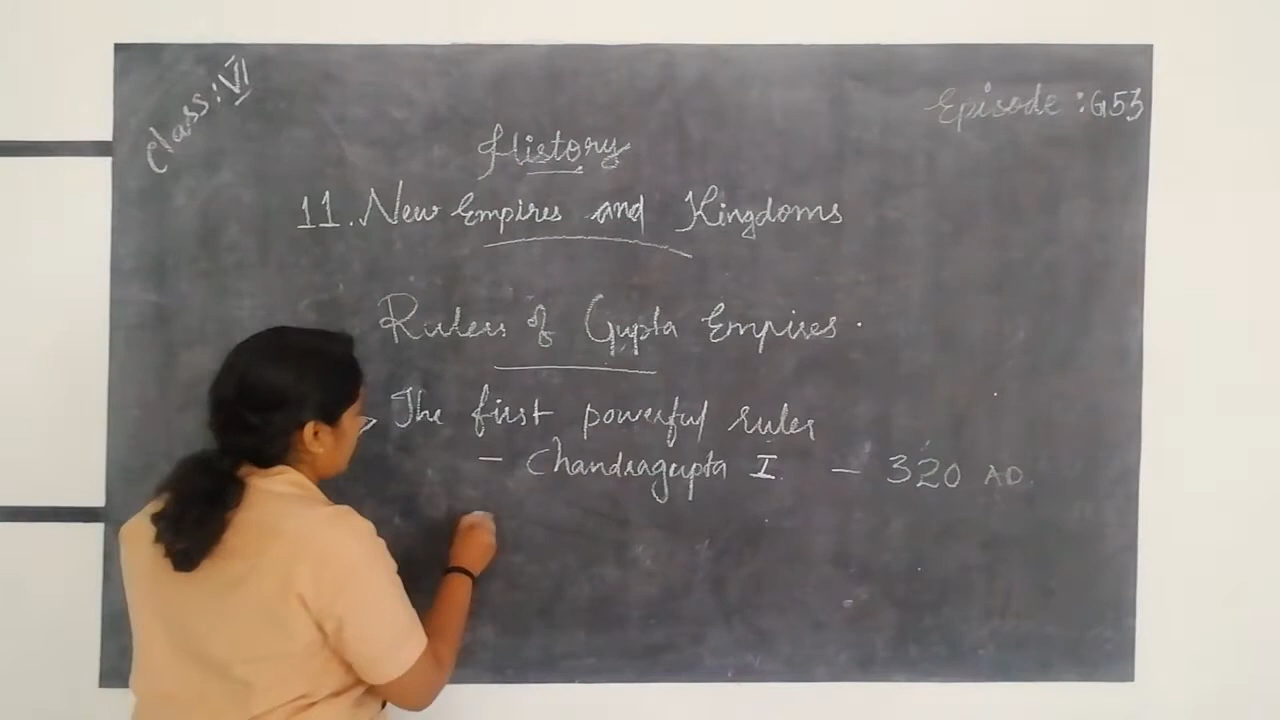 Class: VI
Episode : G53
History
11. New Empires and Kingdoms
Rulers of Gupta Empires.
The first powerful ruler
- Chandragupta I. - 320 AD.